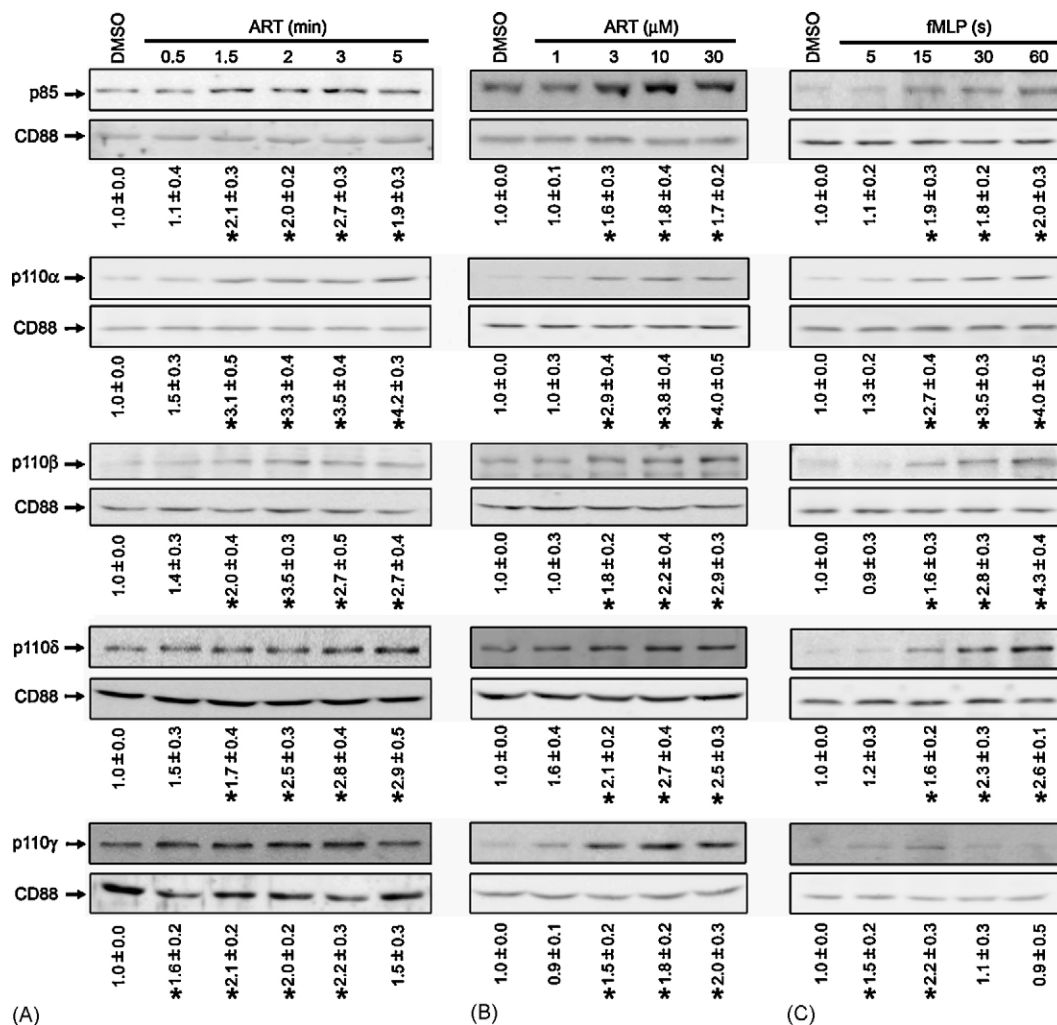 DMSO ART (min) DMSO ART (μM) DMSO fMLP (s)
0.5 1.5 2 3 5 1 3 10 30 5 15 30 60
p85
CD88
1.0 ± 0.0 1.1 ± 0.4 *2.1 ± 0.3 *2.0 ± 0.2 *2.7 ± 0.3 *1.9 ± 0.3 1.0 ± 0.0 1.0 ± 0.1 *1.6 ± 0.3 *1.8 ± 0.4 *1.7 ± 0.2 1.0 ± 0.0 1.1 ± 0.2 *1.9 ± 0.3 *1.8 ± 0.2 *2.0 ± 0.3
p110α
CD88
1.0 ± 0.0 1.5 ± 0.3 *3.1 ± 0.5 *3.3 ± 0.4 *3.5 ± 0.4 *4.2 ± 0.3 1.0 ± 0.0 1.0 ± 0.3 *2.9 ± 0.4 *3.8 ± 0.4 *4.0 ± 0.5 1.0 ± 0.0 1.3 ± 0.2 *2.7 ± 0.4 *3.5 ± 0.3 *4.0 ± 0.5
p110β
CD88
1.0 ± 0.0 1.4 ± 0.3 *2.0 ± 0.4 *3.5 ± 0.3 *2.7 ± 0.5 *2.7 ± 0.4 1.0 ± 0.0 1.0 ± 0.3 *1.8 ± 0.2 *2.2 ± 0.4 *2.9 ± 0.3 1.0 ± 0.0 0.9 ± 0.3 *1.6 ± 0.3 *2.8 ± 0.3 *4.3 ± 0.4
p110δ
CD88
1.0 ± 0.0 1.5 ± 0.3 *1.7 ± 0.4 *2.5 ± 0.3 *2.8 ± 0.4 *2.9 ± 0.5 1.0 ± 0.0 1.6 ± 0.4 *2.1 ± 0.2 *2.7 ± 0.4 *2.5 ± 0.3 1.0 ± 0.0 1.2 ± 0.3 *1.6 ± 0.2 *2.3 ± 0.3 *2.6 ± 0.1
p110γ
CD88
1.0 ± 0.0 *1.6 ± 0.2 *2.1 ± 0.2 *2.0 ± 0.2 *2.2 ± 0.3 1.5 ± 0.3 1.0 ± 0.0 0.9 ± 0.1 *1.5 ± 0.2 *1.8 ± 0.2 *2.0 ± 0.3 1.0 ± 0.0 *1.5 ± 0.2 *2.2 ± 0.3 1.1 ± 0.3 0.9 ± 0.5
(A) (B) (C)